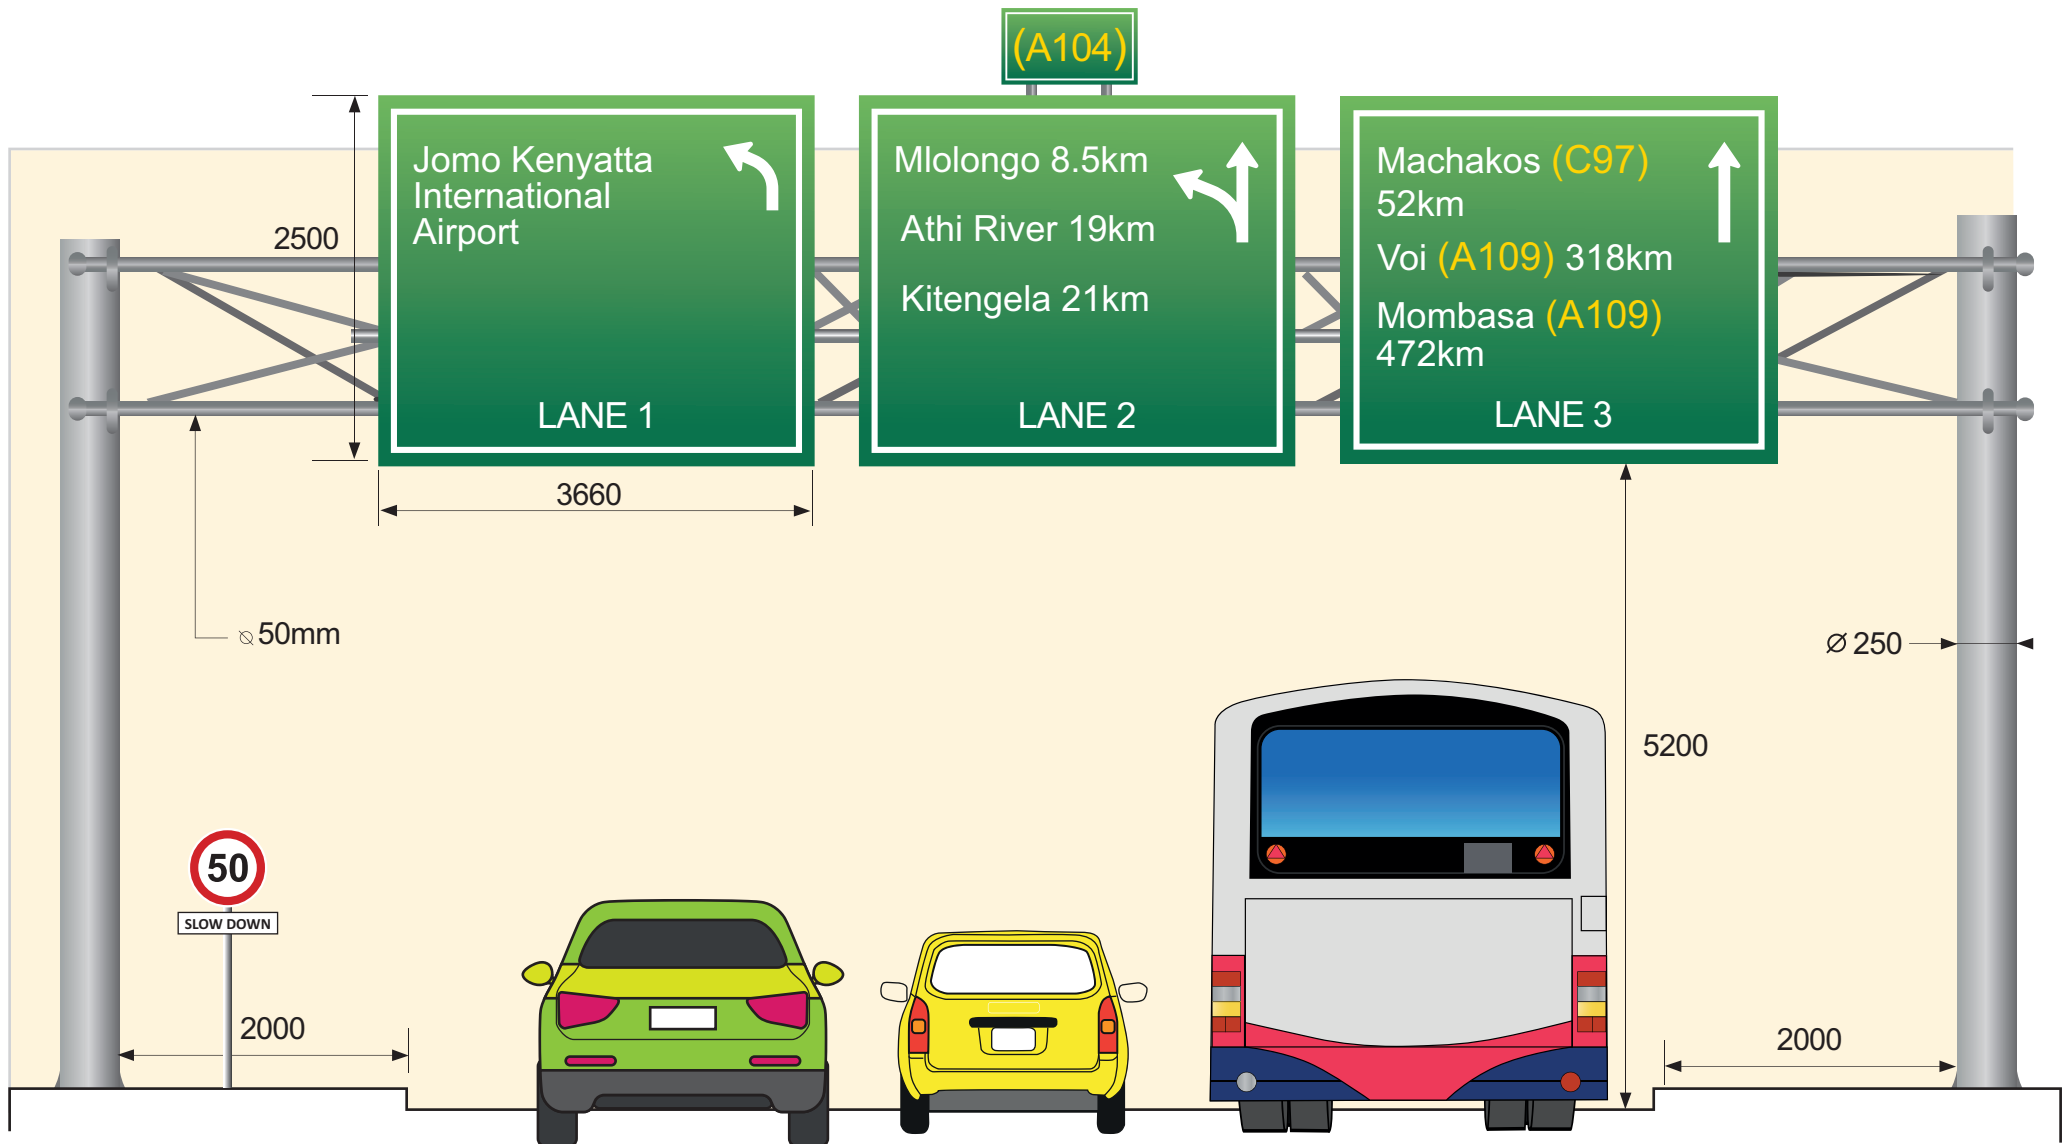 (A104)
Jomo Kenyatta
International
Airport
LANE 1
Mlolongo 8.5km
Athi River 19km
Kitengela 21km
LANE 2
Machakos (C97)
52km
Voi (A109) 318km
Mombasa (A109)
472km
LANE 3
2500
3660
⌀ 50mm
Ø 250
5200
50
SLOW DOWN
2000
2000